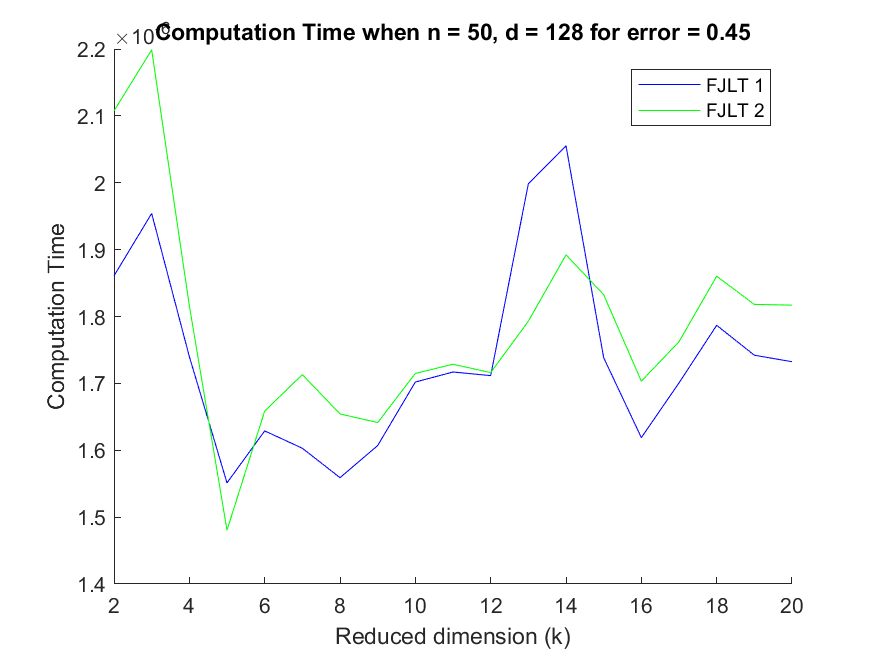 Computation Time when n = 50, d = 128 for error = 0.45
×10
2.2
2.1
2
1.9
1.8
1.7
1.6
1.5
1.4
Computation Time
FJLT 1
FJLT 2
2 4 6 8 10 12 14 16 18 20
Reduced dimension (k)